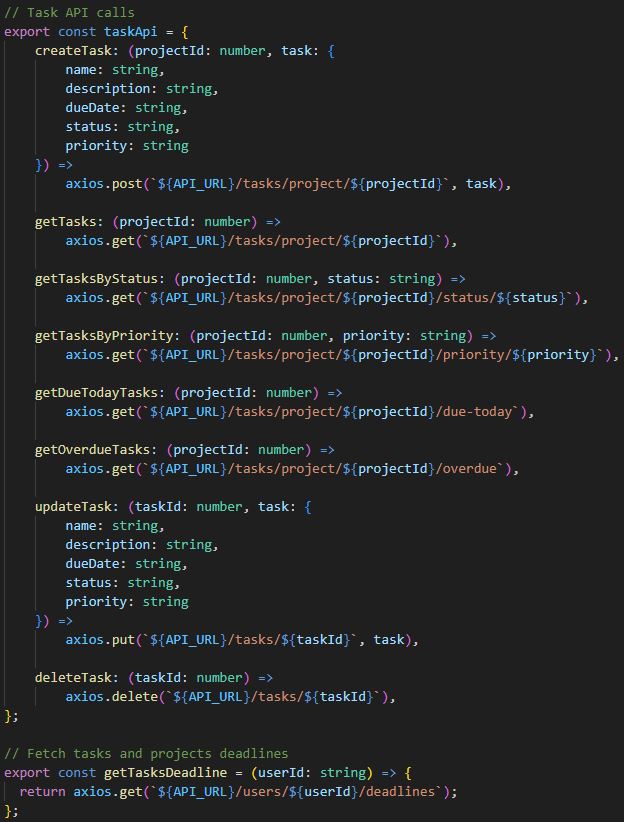 // Task API calls
export const taskApi = {
    createTask: (projectId: number, task: {
        name: string,
        description: string,
        dueDate: string,
        status: string,
        priority: string
    }) =>
        axios.post(`${API_URL}/tasks/project/${projectId}`, task),

    getTasks: (projectId: number) =>
        axios.get(`${API_URL}/tasks/project/${projectId}`),

    getTasksByStatus: (projectId: number, status: string) =>
        axios.get(`${API_URL}/tasks/project/${projectId}/status/${status}`),

    getTasksByPriority: (projectId: number, priority: string) =>
        axios.get(`${API_URL}/tasks/project/${projectId}/priority/${priority}`),

    getDueTodayTasks: (projectId: number) =>
        axios.get(`${API_URL}/tasks/project/${projectId}/due-today`),

    getOverdueTasks: (projectId: number) =>
        axios.get(`${API_URL}/tasks/project/${projectId}/overdue`),

    updateTask: (taskId: number, task: {
        name: string,
        description: string,
        dueDate: string,
        status: string,
        priority: string
    }) =>
        axios.put(`${API_URL}/tasks/${taskId}`, task),

    deleteTask: (taskId: number) =>
        axios.delete(`${API_URL}/tasks/${taskId}`),
};

// Fetch tasks and projects deadlines
export const getTasksDeadline = (userId: string) => {
  return axios.get(`${API_URL}/users/${userId}/deadlines`);
};